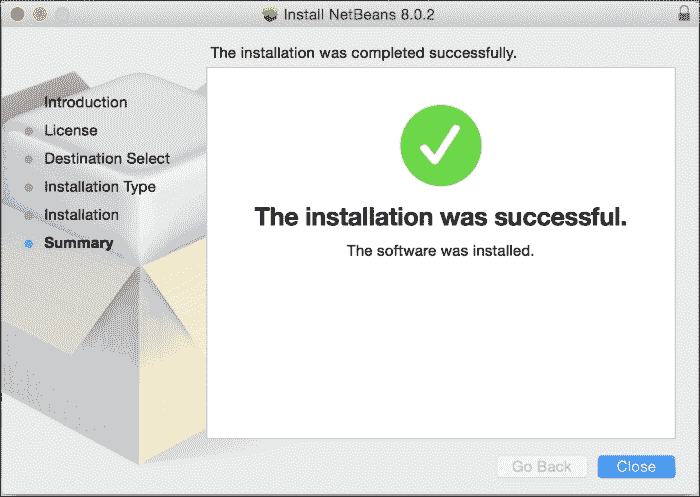 Install NetBeans 8.0.2
The installation was completed successfully.
Introduction
License
Destination Select
Installation Type
Installation
Summary
The installation was successful.
The software was installed.
Go Back
Close